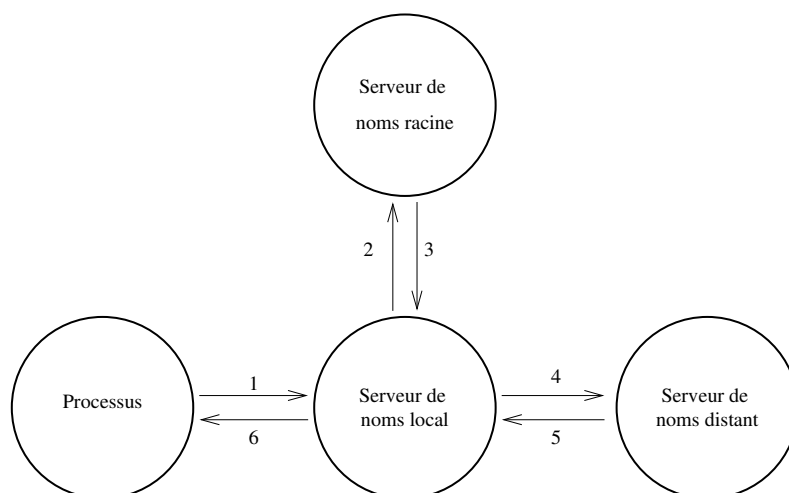 Serveur de
noms racine
2
3
Processus
1
6
Serveur de
noms local
4
5
Serveur de
noms distant